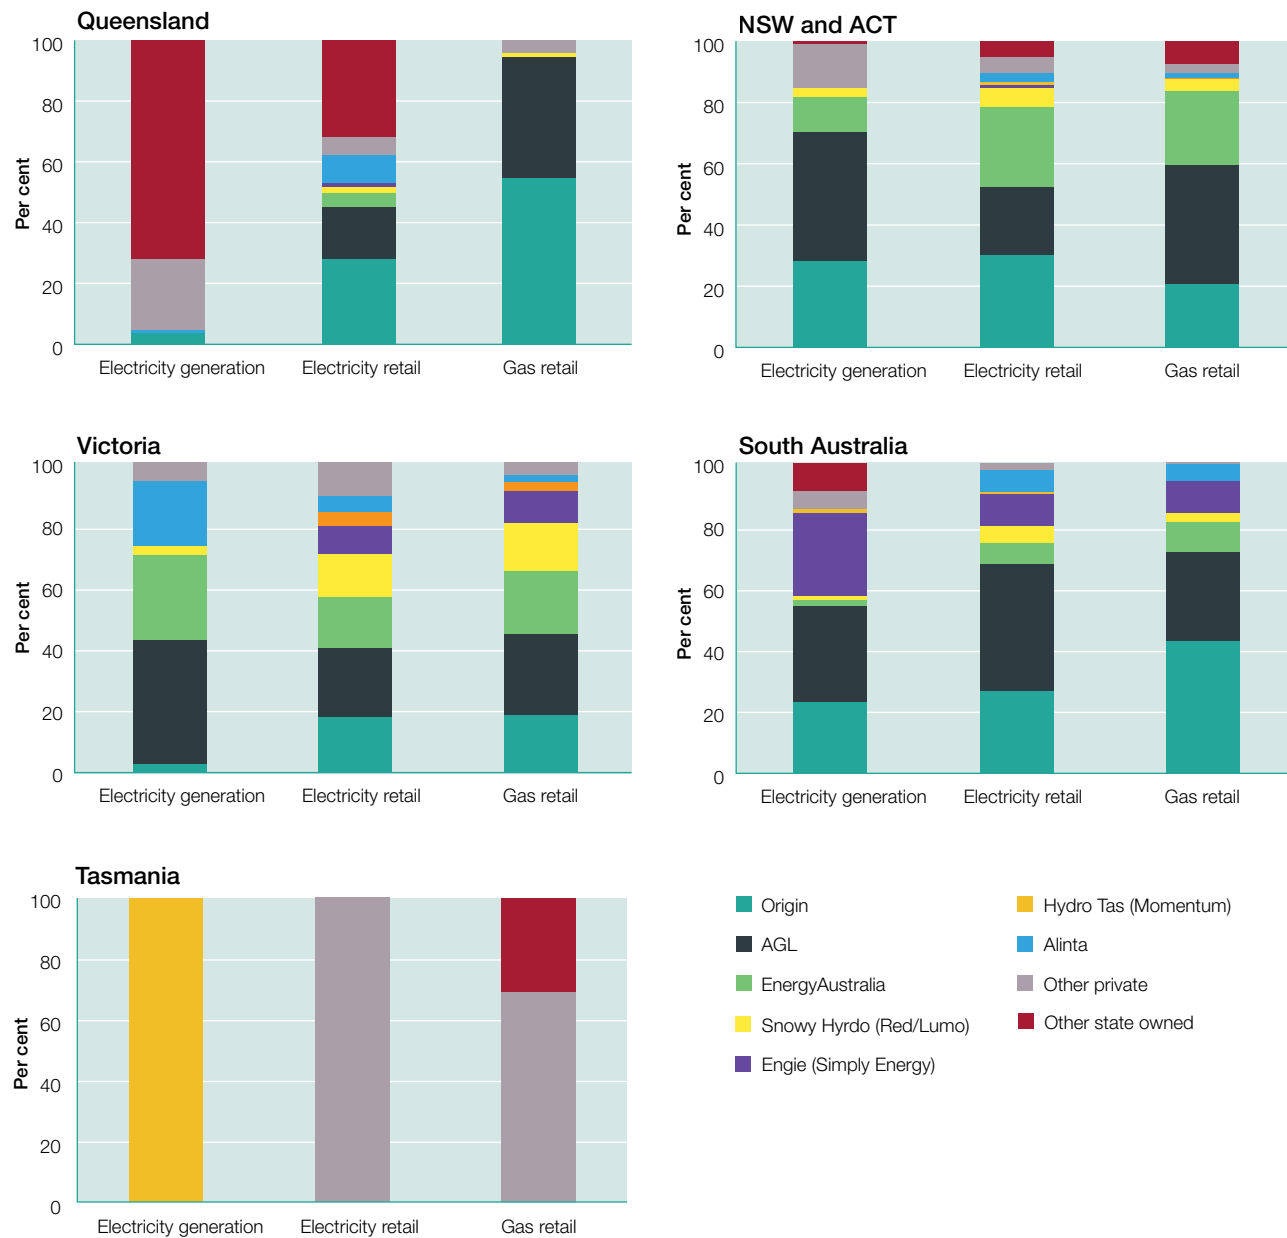 Queensland
100
80
60
40
20
0
Per cent
Electricity generation
Electricity retail
Gas retail
NSW and ACT
100
80
60
40
20
0
Per cent
Electricity generation
Electricity retail
Gas retail
Victoria
100
80
60
40
20
0
Per cent
Electricity generation
Electricity retail
Gas retail
South Australia
100
80
60
40
20
0
Per cent
Electricity generation
Electricity retail
Gas retail
Tasmania
100
80
60
40
20
0
Per cent
Electricity generation
Electricity retail
Gas retail
Origin
AGL
EnergyAustralia
Snowy Hyrdo (Red/Lumo)
Engie (Simply Energy)
Hydro Tas (Momentum)
Alinta
Other private
Other state owned